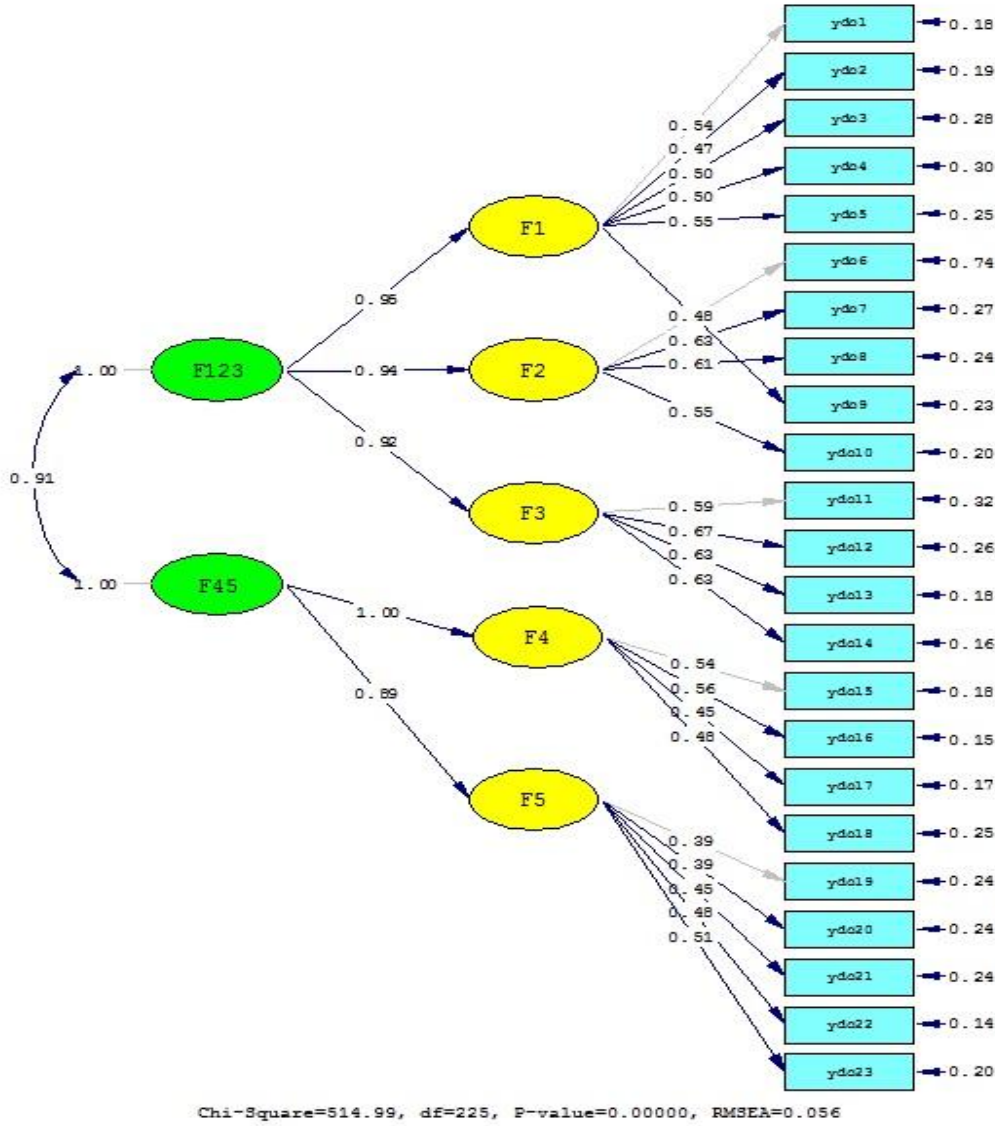 ydo1 0.18
ydo2 0.19
ydo3 0.28
ydo4 0.30
ydo5 0.25
ydo6 0.74
ydo7 0.27
ydo8 0.24
ydo9 0.23
ydo10 0.20
ydo11 0.32
ydo12 0.26
ydo13 0.18
ydo14 0.16
ydo15 0.18
ydo16 0.15
ydo17 0.17
ydo18 0.25
ydo19 0.24
ydo20 0.24
ydo21 0.24
ydo22 0.14
ydo23 0.20
0.54
0.47
0.50
0.50
0.55
F1
0.48
0.63
0.61
0.55
F2
0.59
0.67
0.63
0.63
F3
0.54
0.56
0.45
0.48
F4
0.39
0.39
0.45
0.48
0.51
F5
0.95
0.94
0.92
1.00 F123
0.91
1.00 F45
1.00
0.89
Chi-Square=514.99, df=225, P-value=0.00000, RMSEA=0.056